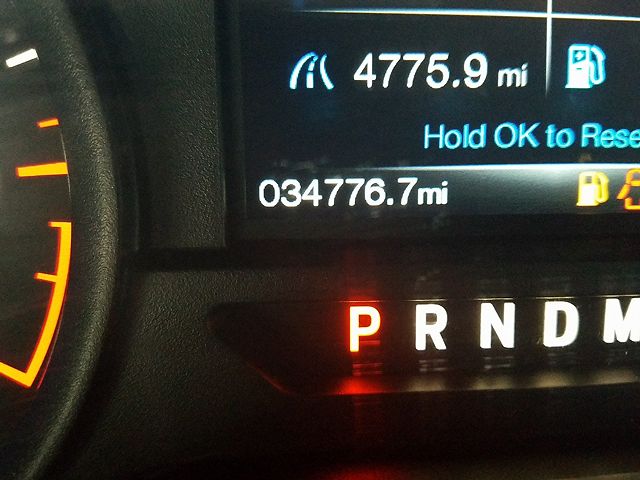 4775.9 mi
Hold OK to Rese
034776.7mi
P R N D M